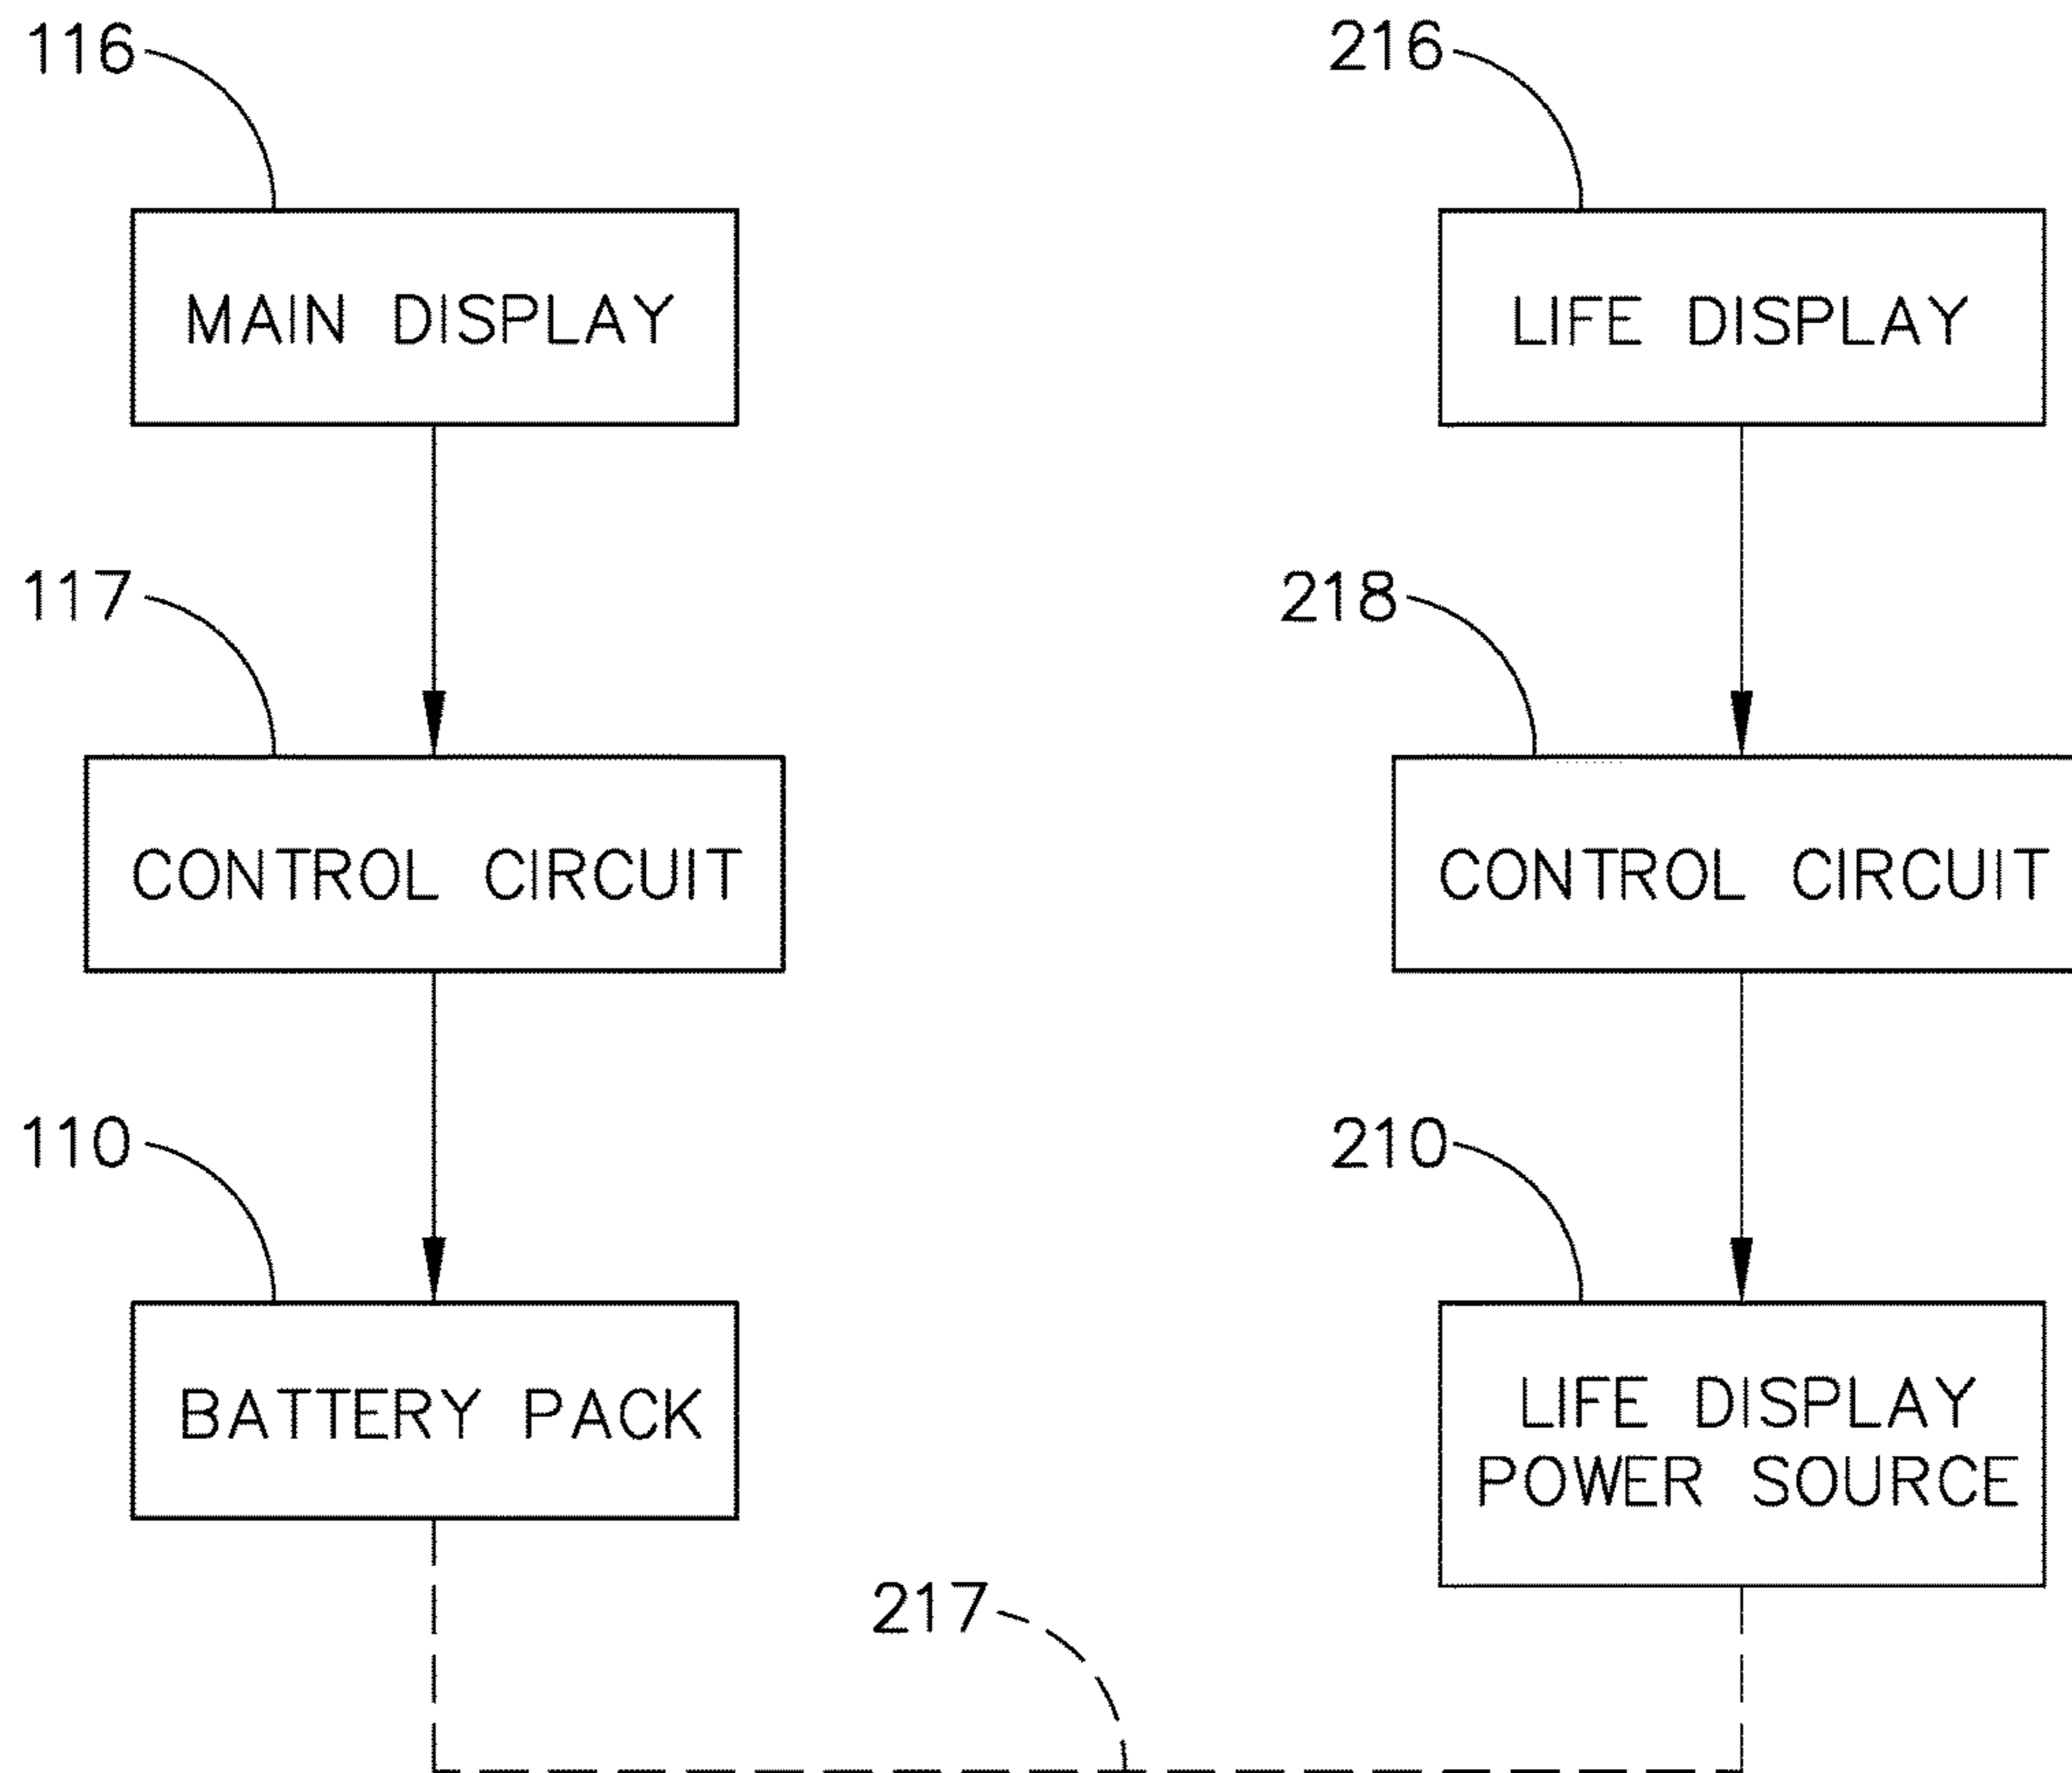 116
216
MAIN DISPLAY
LIFE DISPLAY
117
218
CONTROL CIRCUIT
CONTROL CIRCUIT
110
210
BATTERY PACK
LIFE DISPLAY
POWER SOURCE
217